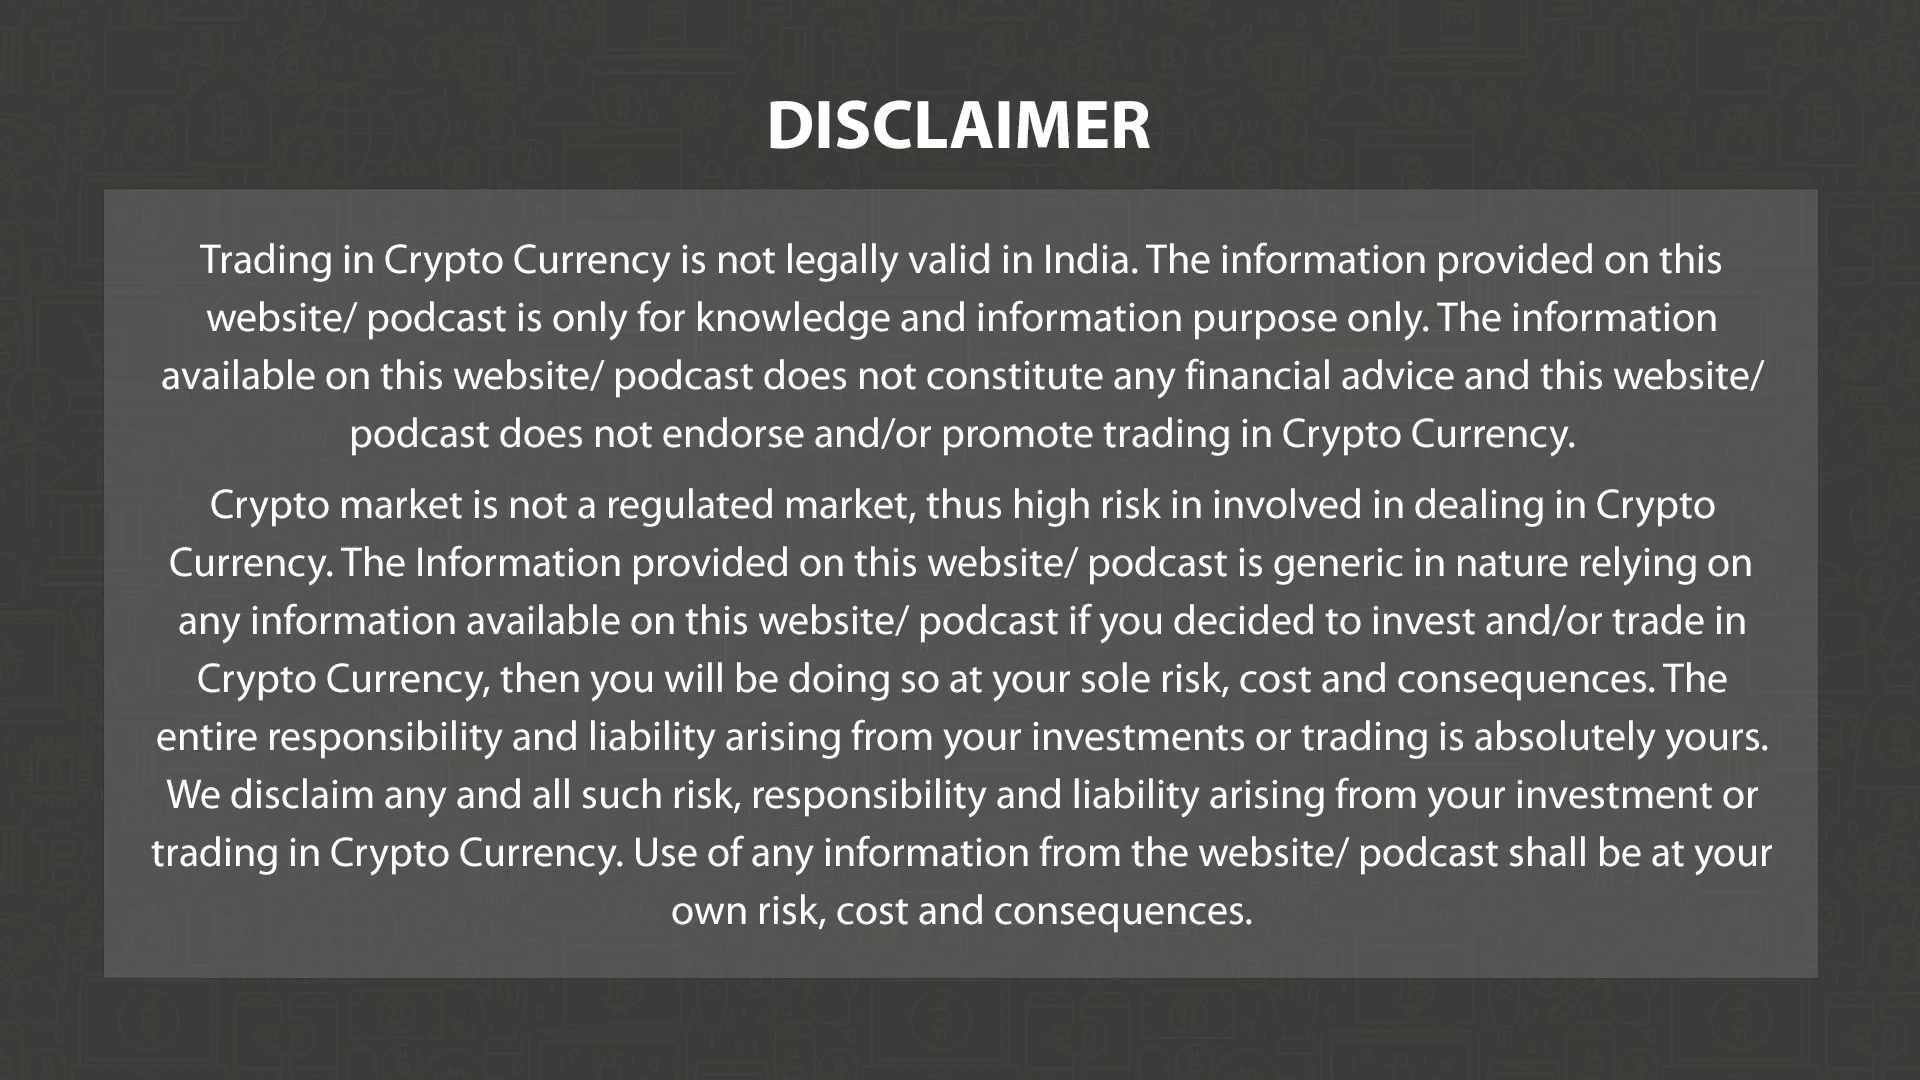 DISCLAIMER
Trading in Crypto Currency is not legally valid in India. The information provided on this
website/ podcast is only for knowledge and information purpose only. The information
available on this website/ podcast does not constitute any financial advice and this website/
podcast does not endorse and/or promote trading in Crypto Currency.
Crypto market is not a regulated market, thus high risk in involved in dealing in Crypto
Currency. The Information provided on this website/ podcast is generic in nature relying on
any information available on this website/ podcast if you decided to invest and/or trade in
Crypto Currency, then you will be doing so at your sole risk, cost and consequences. The
entire responsibility and liability arising from your investments or trading is absolutely yours.
We disclaim any and all such risk, responsibility and liability arising from your investment or
trading in Crypto Currency. Use of any information from the website/ podcast shall be at your
own risk, cost and consequences.